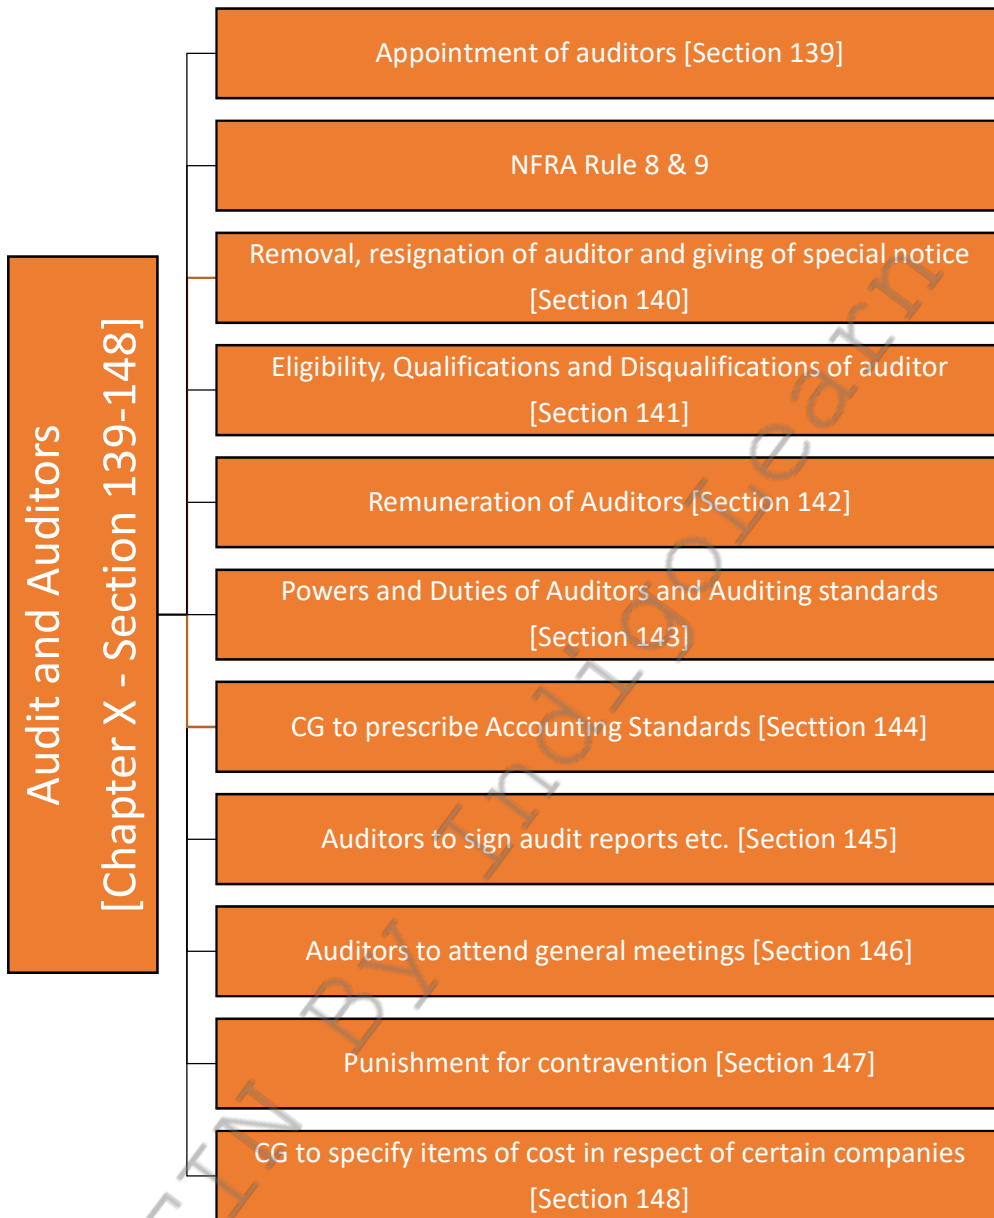 Audit and Auditors
[Chapter X - Section 139-148]
Appointment of auditors [Section 139]
NFRA Rule 8 & 9
Removal, resignation of auditor and giving of special notice
[Section 140]
Eligibility, Qualifications and Disqualifications of auditor
[Section 141]
Remuneration of Auditors [Section 142]
Powers and Duties of Auditors and Auditing standards
[Section 143]
CG to prescribe Accounting Standards [Secttion 144]
Auditors to sign audit reports etc. [Section 145]
Auditors to attend general meetings [Section 146]
Punishment for contravention [Section 147]
CG to specify items of cost in respect of certain companies
[Section 148]
By IndigoLearn